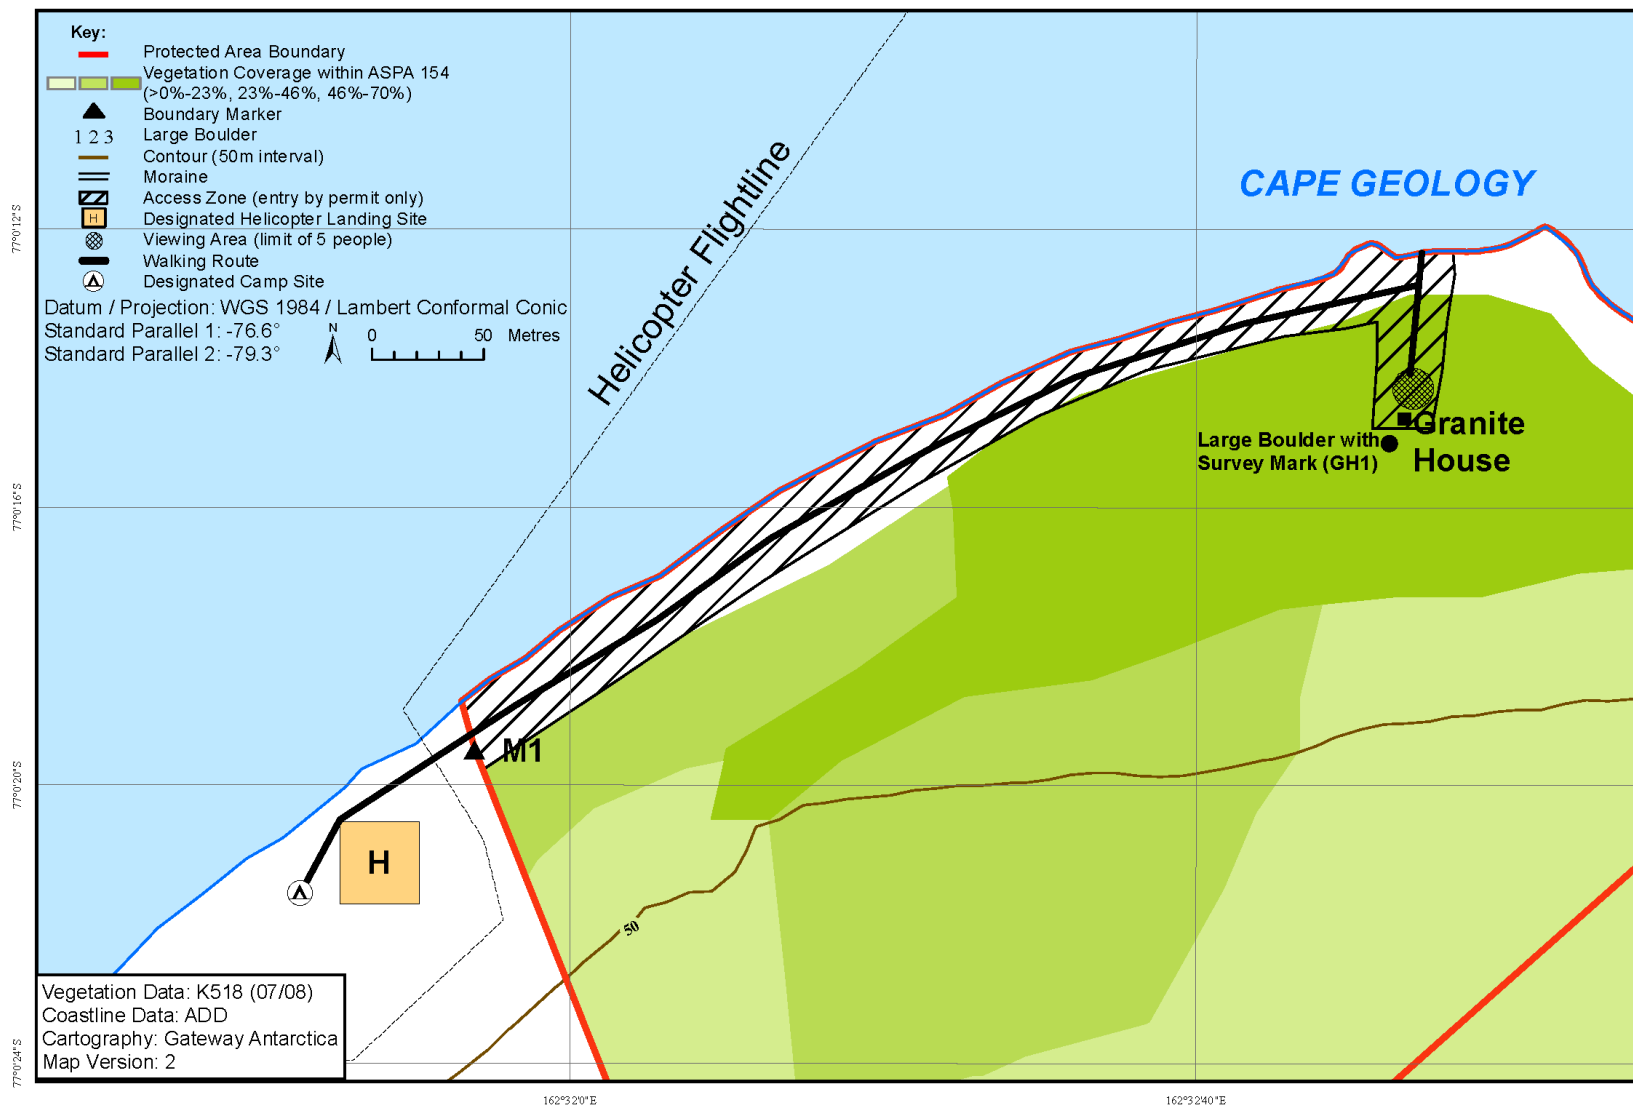 Key:
Protected Area Boundary
Vegetation Coverage within ASPA 154
(>0%-23%, 23%-46%, 46%-70%)
Boundary Marker
1 2 3 Large Boulder
Contour (50m interval)
Moraine
Access Zone (entry by permit only)
H Designated Helicopter Landing Site
Viewing Area (limit of 5 people)
Walking Route
Designated Camp Site
Datum / Projection: WGS 1984 / Lambert Conformal Conic
Standard Parallel 1: -76.6°
Standard Parallel 2: -79.3°
N
0 50 Metres
Helicopter Flightline
CAPE GEOLOGY
Granite
House
Large Boulder with
Survey Mark (GH1)
M1
H
50
Vegetation Data: K518 (07/08)
Coastline Data: ADD
Cartography: Gateway Antarctica
Map Version: 2
77°0'12"S
77°0'16"S
77°0'20"S
77°0'24"S
162°32'0"E
162°32'40"E